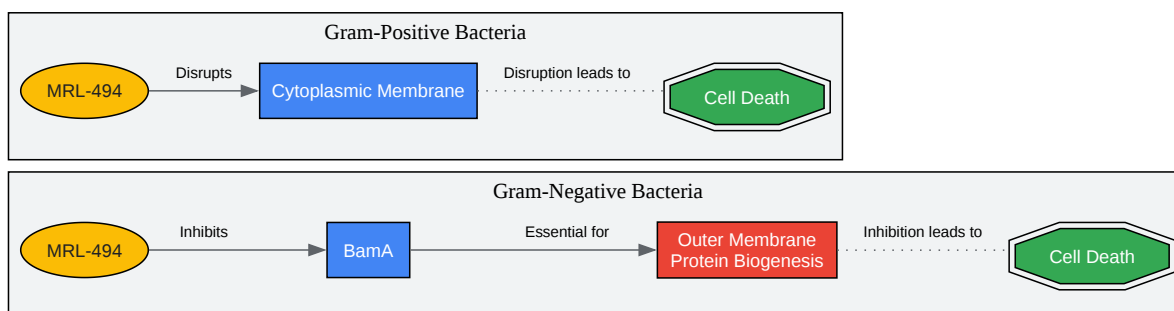 Gram-Positive Bacteria
MRL-494
Disrupts
Cytoplasmic Membrane
Disruption leads to
Cell Death
Gram-Negative Bacteria
MRL-494
Inhibits
BamA
Essential for
Outer Membrane
Protein Biogenesis
Inhibition leads to
Cell Death